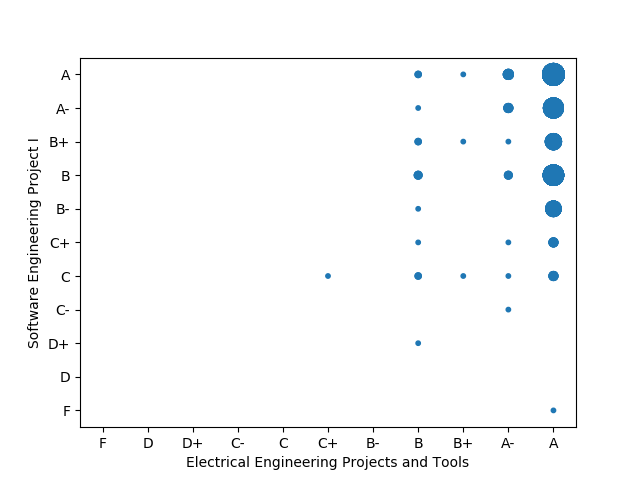 Software Engineering Project I
A
A-
B+
B
B-
C+
C
C-
D+
D
F
F D D+ C- C C+ B- B B+ A- A
Electrical Engineering Projects and Tools